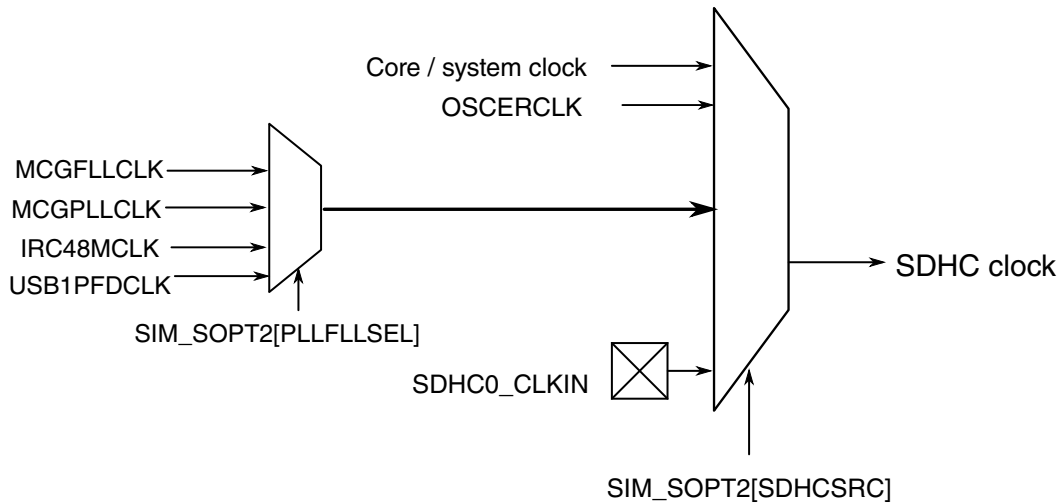 Core / system clock
OSCERCLK
MCGFLLCLK
MCGPLLCLK
IRC48MCLK
USB1PFDCLK
SDHC clock
SIM_SOPT2[PLLFLLSEL]
SDHC0_CLKIN
SIM_SOPT2[SDHCSRC]